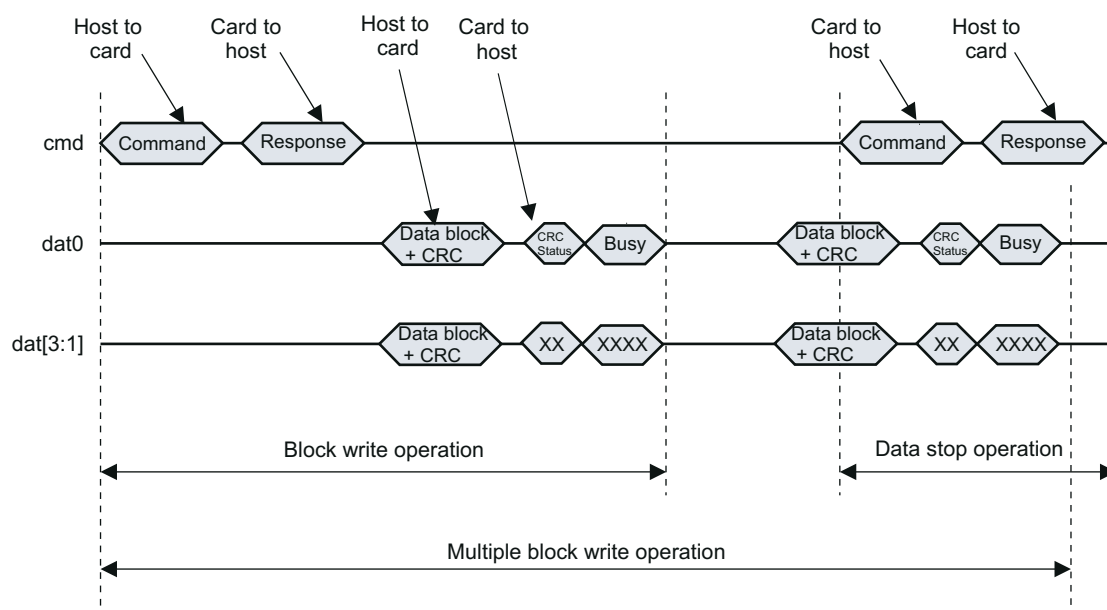 Host to
card
Card to
host
Host to
card
Card to
host
Card to
host
Host to
card
cmd
Command
Response
Command
Response
dat0
Data block
+ CRC
CRC
Status
Busy
Data block
+ CRC
CRC
Status
Busy
dat[3:1]
Data block
+ CRC
XX
XXXX
Data block
+ CRC
XX
XXXX
Block write operation
Data stop operation
Multiple block write operation